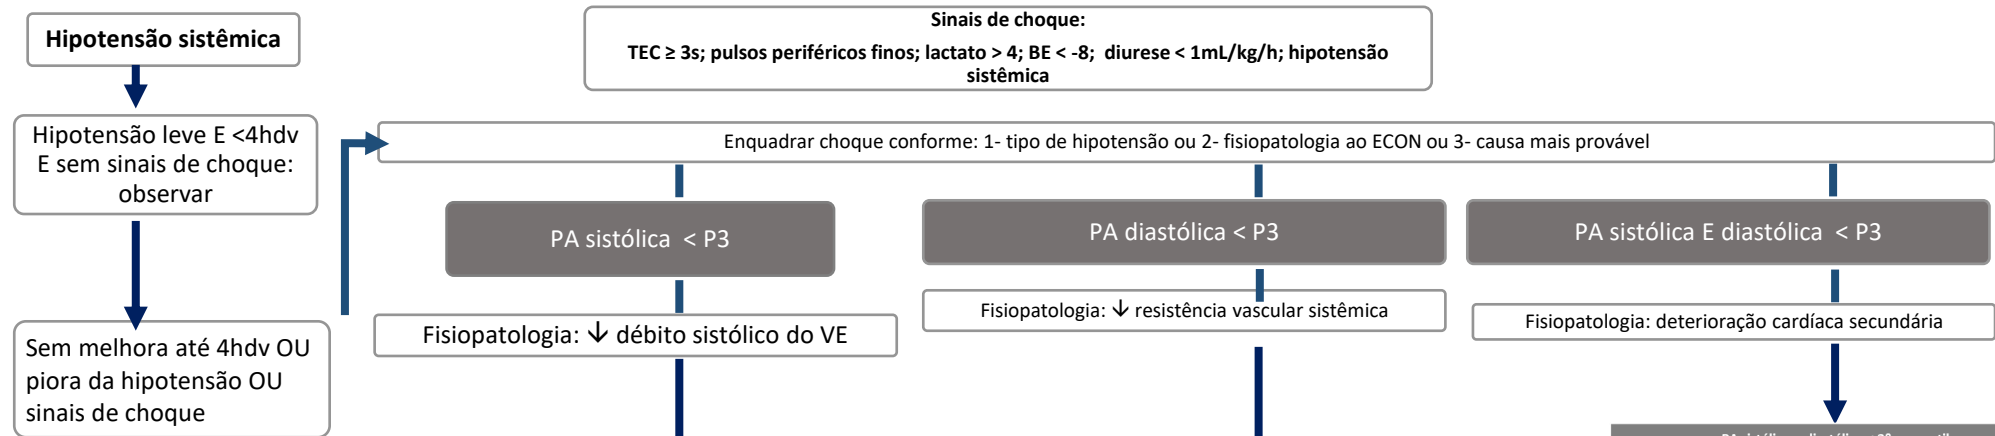 Hipotensão sistêmica
Sinais de choque:
TEC ≥ 3s; pulsos periféricos finos; lactato > 4; BE < -8; diurese < 1mL/kg/h; hipotensão
sistêmica
Hipotensão leve E <4hdv
E sem sinais de choque:
observar
Enquadrar choque conforme: 1- tipo de hipotensão ou 2- fisiopatologia ao ECON ou 3- causa mais provável
PA sistólica < P3
PA diastólica < P3
PA sistólica E diastólica < P3
Fisiopatologia: ↓ débito sistólico do VE
Fisiopatologia: ↓ resistência vascular sistêmica
Fisiopatologia: deterioração cardíaca secundária
Sem melhora até 4hdv OU
piora da hipotensão OU
sinais de choque